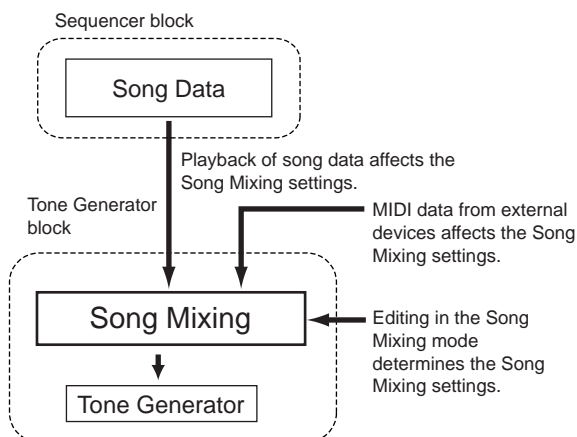 Sequencer block
Song Data
Playback of song data affects the
Song Mixing settings.
Tone Generator
block
MIDI data from external
devices affects the Song
Mixing settings.
Song Mixing
Editing in the Song
Mixing mode
determines the Song
Mixing settings.
Tone Generator